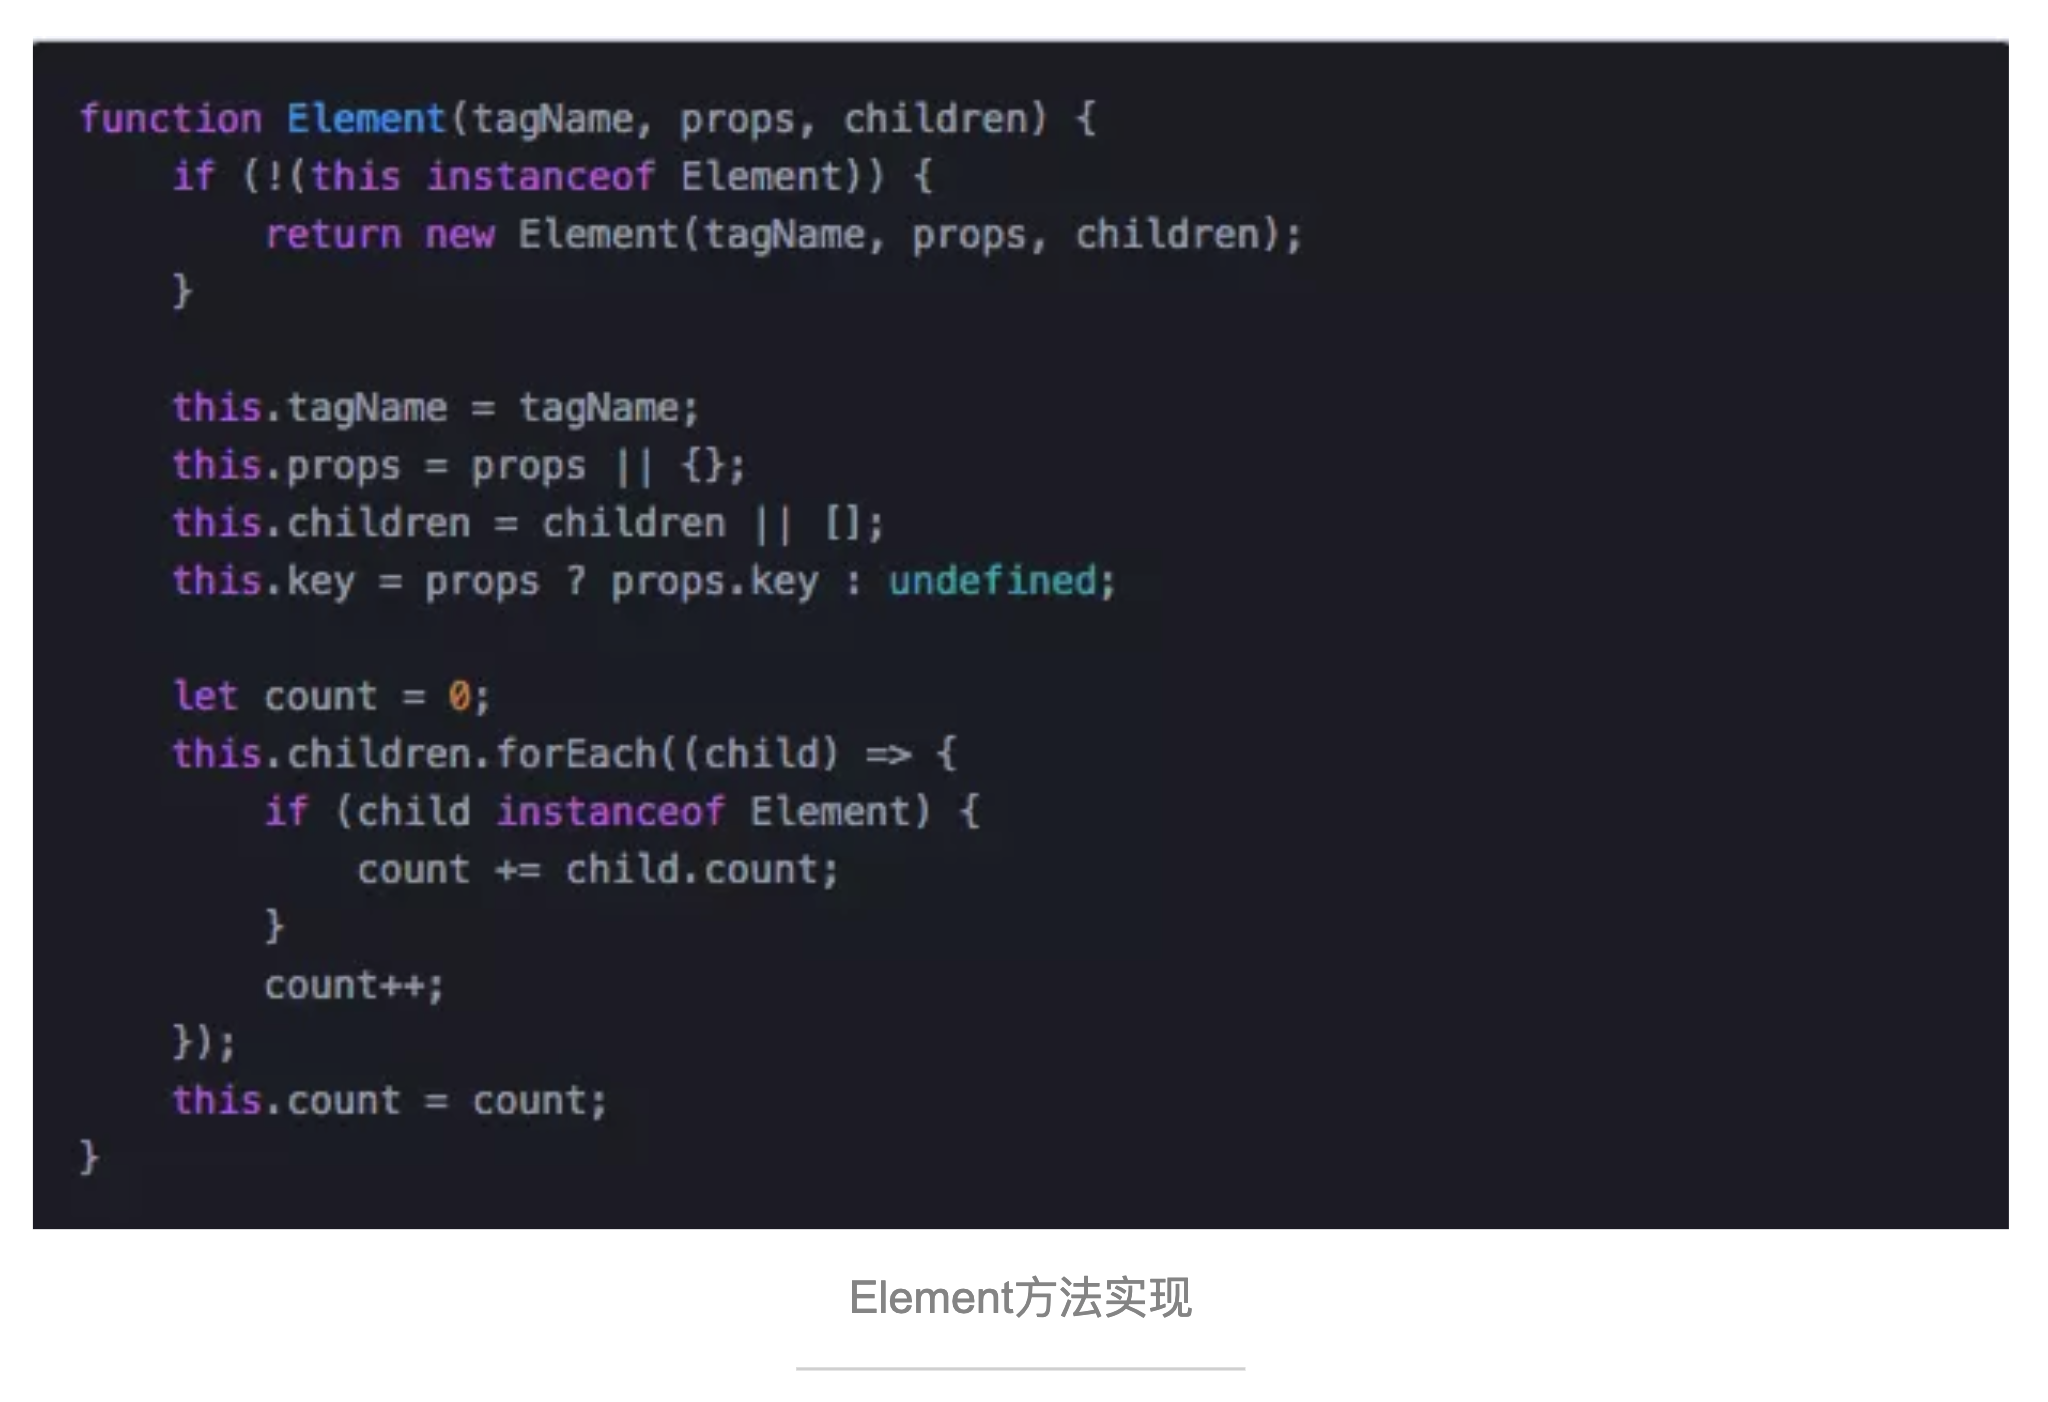 function Element(tagName, props, children) {
    if (!(this instanceof Element)) {
        return new Element(tagName, props, children);
    }

    this.tagName = tagName;
    this.props = props || {};
    this.children = children || [];
    this.key = props ? props.key : undefined;

    let count = 0;
    this.children.forEach((child) => {
        if (child instanceof Element) {
            count += child.count;
        }
        count++;
    });
    this.count = count;
}
Element方法实现